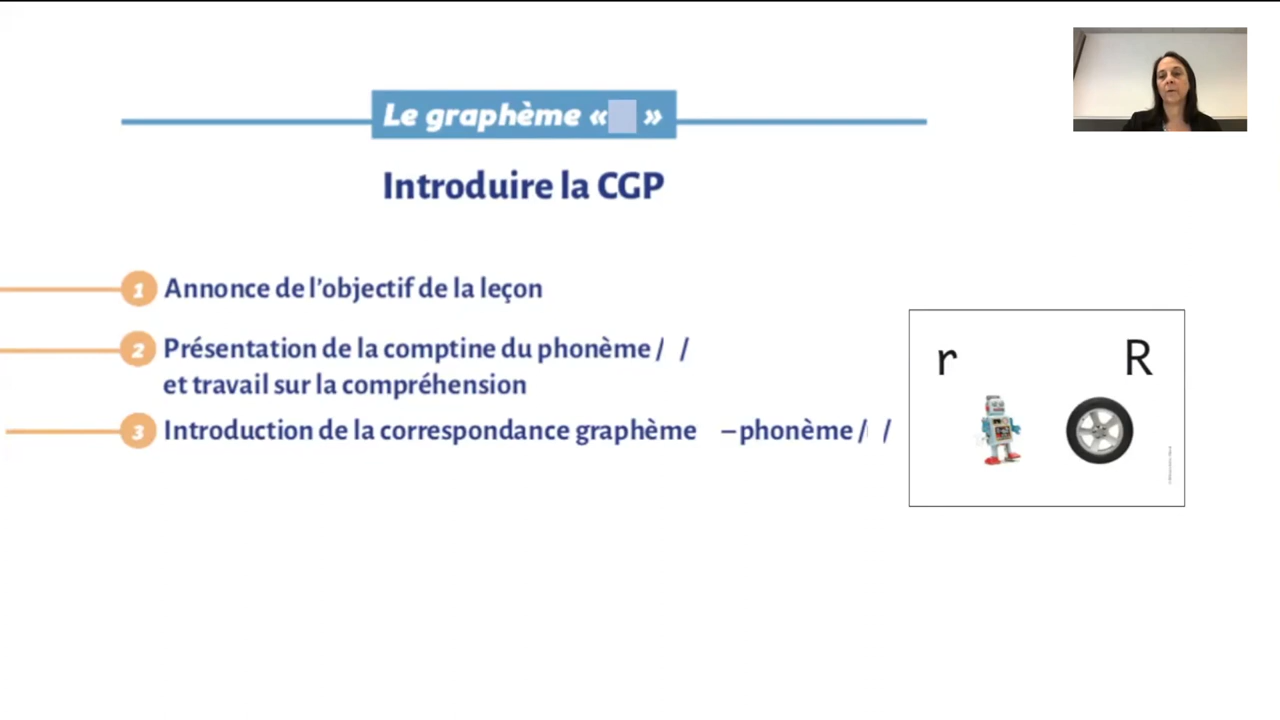 Le graphème « »
Introduire la CGP
1 Annonce de l'objectif de la leçon
2 Présentation de la comptine du phonème / /
et travail sur la compréhension
3 Introduction de la correspondance graphème – phonème / /
r R